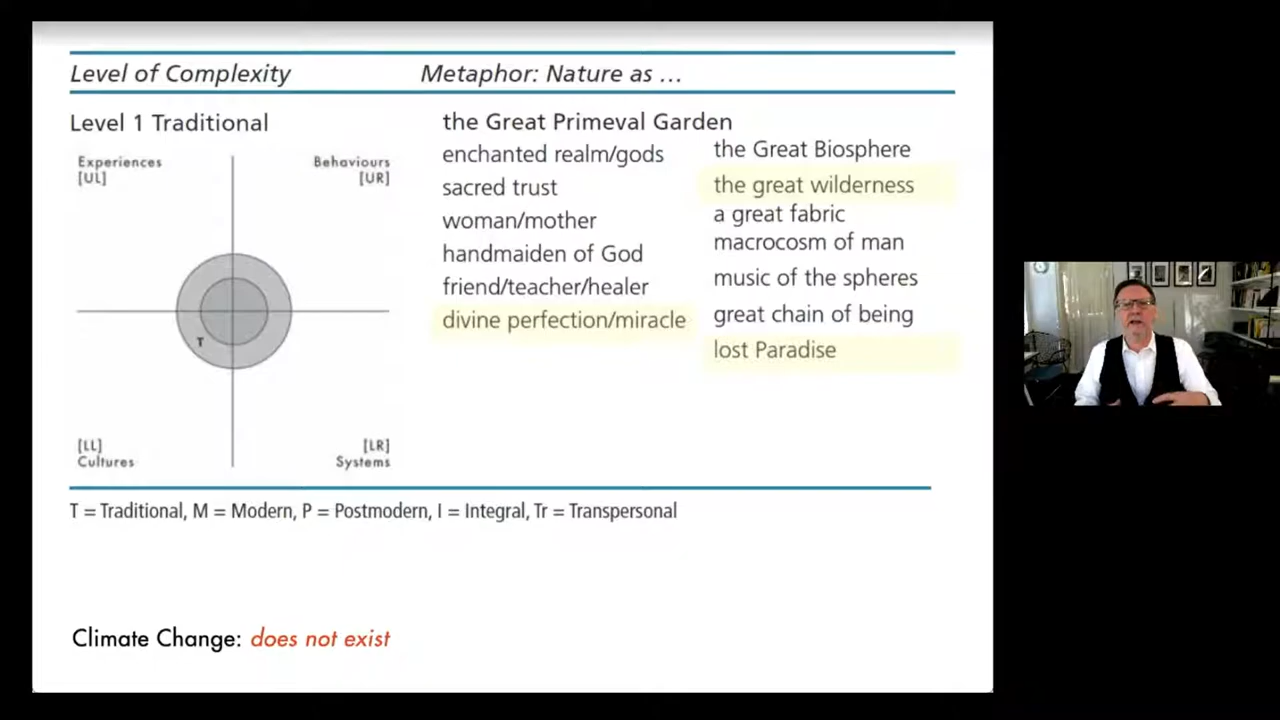 Level of Complexity
Metaphor: Nature as ...
Level 1 Traditional
Experiences
[UL]
Behaviours
[UR]
T
[LL]
Cultures
[LR]
Systems
the Great Primeval Garden
enchanted realm/gods
sacred trust
woman/mother
handmaiden of God
friend/teacher/healer
divine perfection/miracle
the Great Biosphere
the great wilderness
a great fabric
macrocosm of man
music of the spheres
great chain of being
lost Paradise
T = Traditional, M = Modern, P = Postmodern, I = Integral, Tr = Transpersonal
Climate Change: does not exist